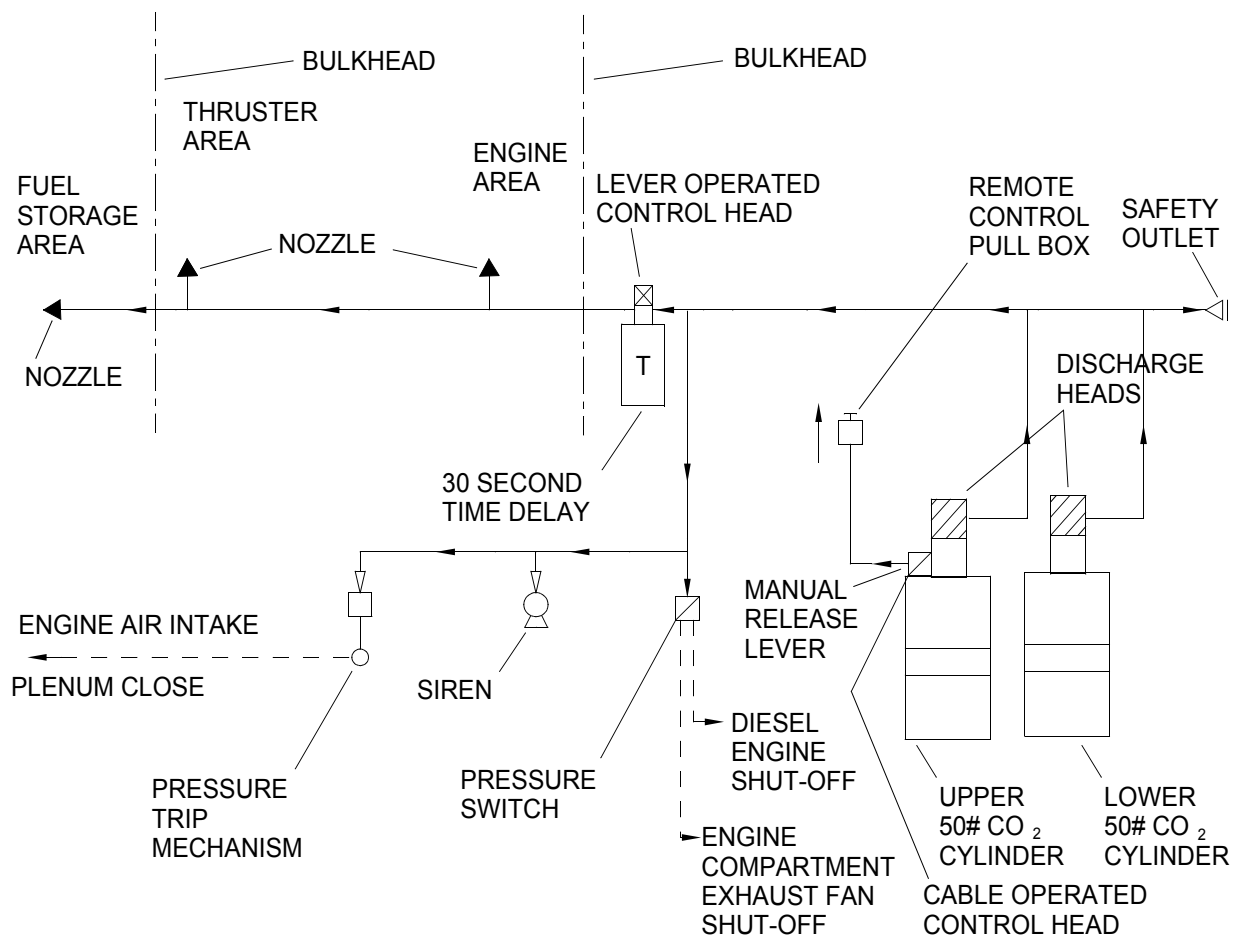 BULKHEAD
BULKHEAD
THRUSTER
AREA
ENGINE
AREA
FUEL
STORAGE
AREA
LEVER OPERATED
CONTROL HEAD
REMOTE
CONTROL
PULL BOX
SAFETY
OUTLET
NOZZLE
NOZZLE
T
DISCHARGE
HEADS
30 SECOND
TIME DELAY
MANUAL
RELEASE
LEVER
ENGINE AIR INTAKE
PLENUM CLOSE
SIREN
PRESSURE
TRIP
MECHANISM
PRESSURE
SWITCH
DIESEL
ENGINE
SHUT-OFF
ENGINE
COMPARTMENT
EXHAUST FAN
SHUT-OFF
UPPER
50# CO ₂
CYLINDER
LOWER
50# CO ₂
CYLINDER
CABLE OPERATED
CONTROL HEAD